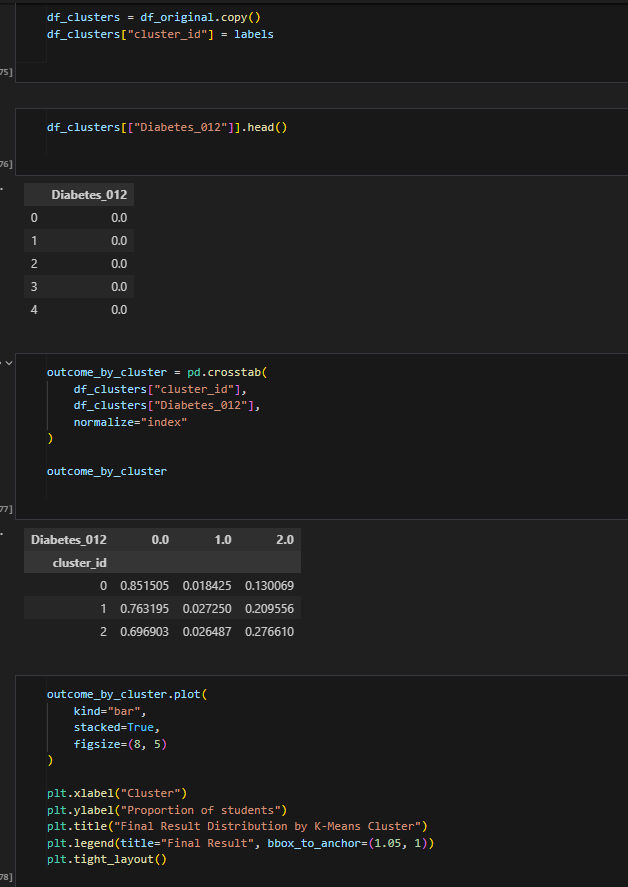 df_clusters = df_original.copy()
df_clusters["cluster_id"] = labels
75]
df_clusters[["Diabetes_012"]].head()
76]
Diabetes_012
0 0.0
1 0.0
2 0.0
3 0.0
4 0.0
outcome_by_cluster = pd.crosstab(
    df_clusters["cluster_id"],
    df_clusters["Diabetes_012"],
    normalize="index"
)
outcome_by_cluster
77]
Diabetes_012 0.0 1.0 2.0
cluster_id
0 0.851505 0.018425 0.130069
1 0.763195 0.027250 0.209556
2 0.696903 0.026487 0.276610
outcome_by_cluster.plot(
    kind="bar",
    stacked=True,
    figsize=(8, 5)
)
plt.xlabel("Cluster")
plt.ylabel("Proportion of students")
plt.title("Final Result Distribution by K-Means Cluster")
plt.legend(title="Final Result", bbox_to_anchor=(1.05, 1))
plt.tight_layout()
78]